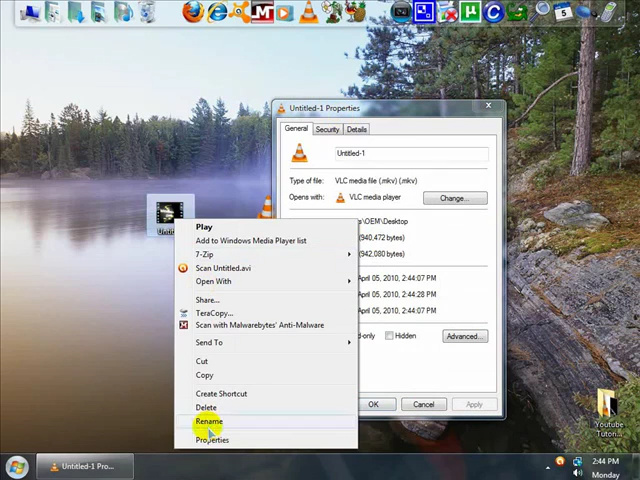 Untitled-1 Properties
General
Security
Details
Untitled-1
Type of file:
VLC media file (.mkv) (.mkv)
Opens with:
VLC media player
Change...
s\OEM\Desktop
(940,472 bytes)
(942,080 bytes)
April 05, 2010, 2:44:07 PM
April 05, 2010, 2:44:28 PM
April 05, 2010, 2:44:07 PM
d-only
Hidden
Advanced...
OK
Cancel
Apply
Play
Add to Windows Media Player list
7-Zip
Scan Untitled.avi
Open With
Share...
TeraCopy...
Scan with Malwarebytes' Anti-Malware
Send To
Cut
Copy
Create Shortcut
Delete
Rename
Properties
Youtube
Tutori...
Untitled-1 Pro...
2:44 PM
Monday
5